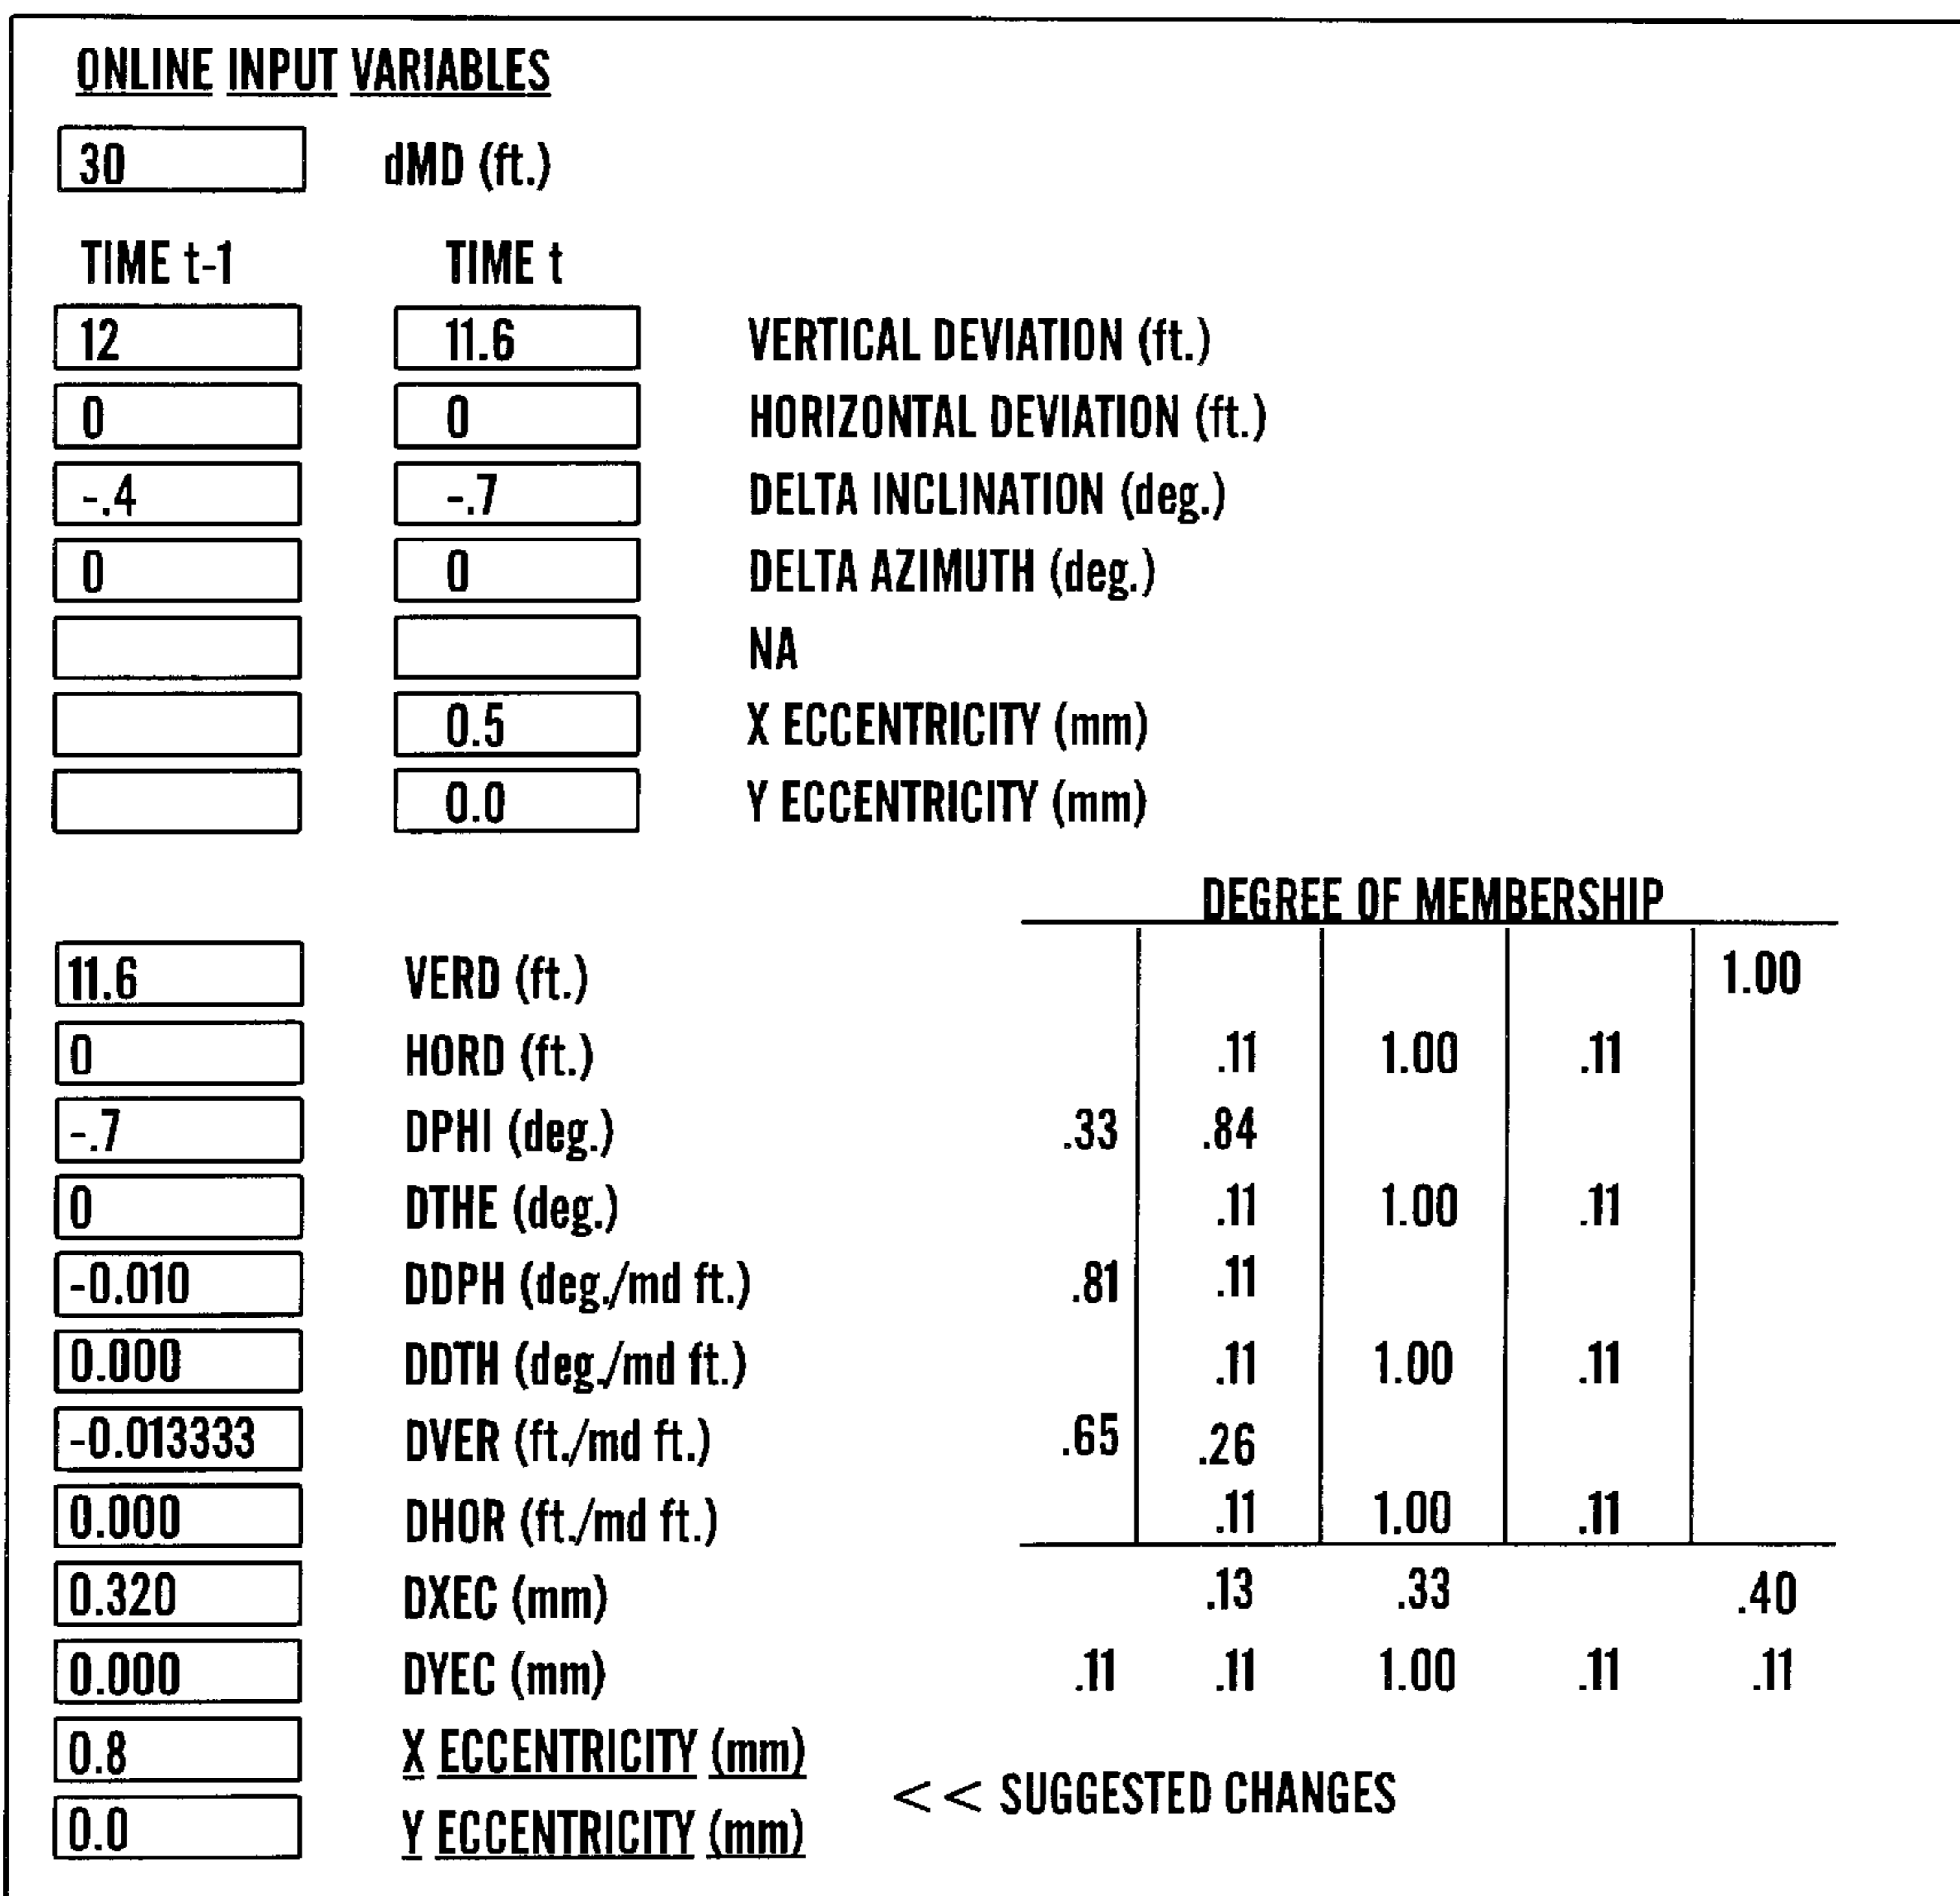 ONLINE INPUT VARIABLES
30 dMD (ft.)
TIME t-1 TIME t
12 11.6 VERTICAL DEVIATION (ft.)
0 0 HORIZONTAL DEVIATION (ft.)
-.4 -.7 DELTA INCLINATION (deg.)
0 0 DELTA AZIMUTH (deg.)
NA
0.5 X ECCENTRICITY (mm)
0.0 Y ECCENTRICITY (mm)
DEGREE OF MEMBERSHIP
11.6 VERD (ft.) 1.00
0 HORD (ft.) .11 1.00 .11
-.7 DPHI (deg.) .33 .84
0 DTHE (deg.) .11 1.00 .11
-0.010 DDPH (deg./md ft.) .81 .11
0.000 DDTH (deg./md ft.) .11 1.00 .11
-0.013333 DVER (ft./md ft.) .65 .26
0.000 DHOR (ft./md ft.) .11 1.00 .11
0.320 DXEC (mm) .13 .33 .40
0.000 DYEC (mm) .11 .11 1.00 .11 .11
0.8 X ECCENTRICITY (mm)
<< SUGGESTED CHANGES
0.0 Y ECCENTRICITY (mm)